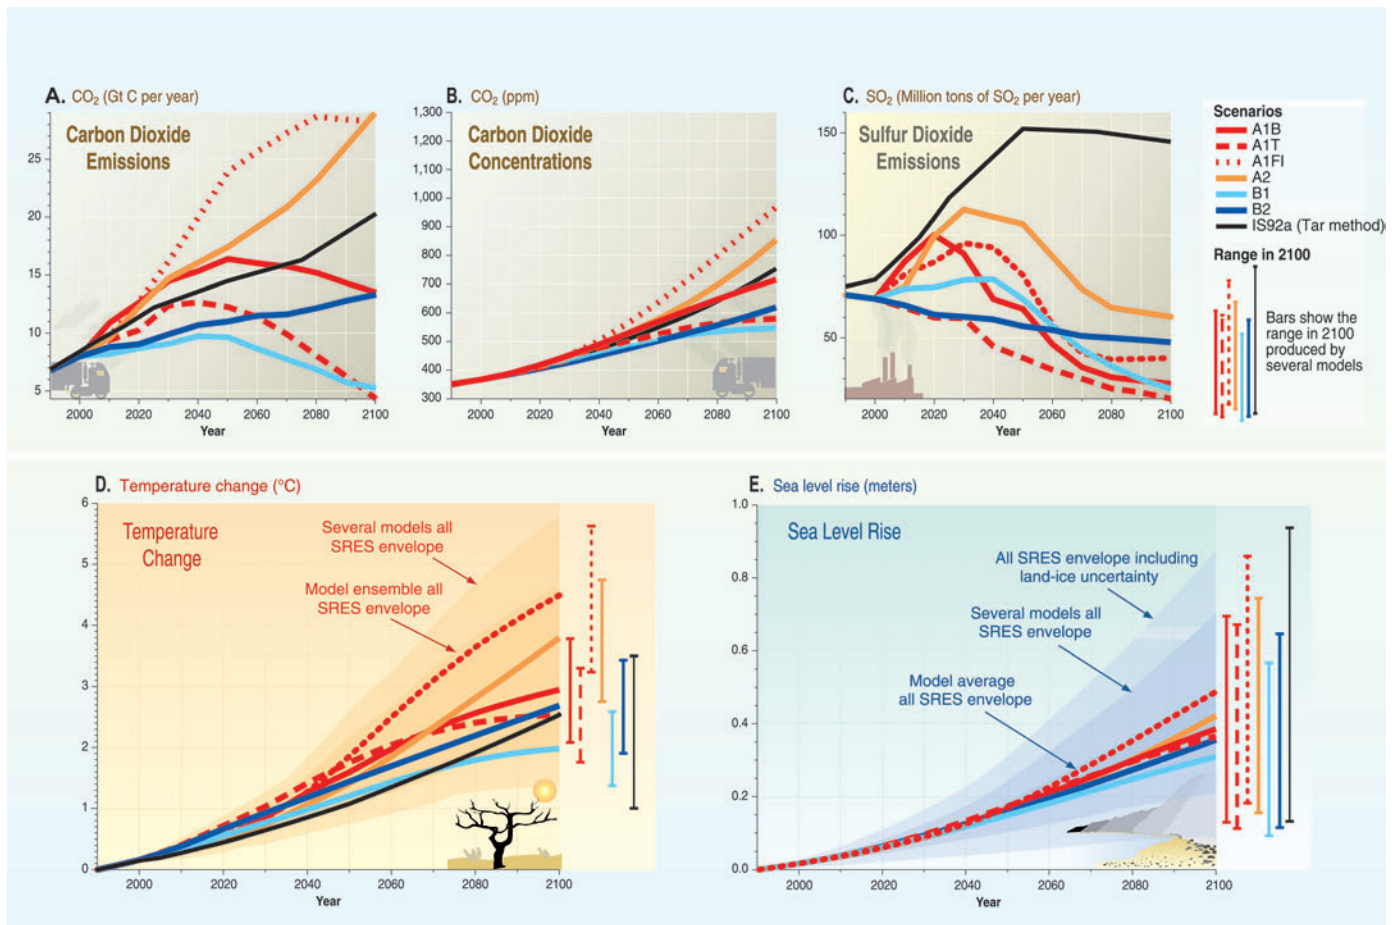 A. CO₂ (Gt C per year)
Carbon Dioxide
Emissions
25
20
15
10
5
2000 2020 2040 2060 2080 2100
Year
B. CO₂ (ppm)
Carbon Dioxide
Concentrations
1,300
1,200
1,100
1,000
900
800
700
600
500
400
300
2000 2020 2040 2060 2080 2100
Year
C. SO₂ (Million tons of SO₂ per year)
Sulfur Dioxide
Emissions
150
100
50
2000 2020 2040 2060 2080 2100
Year
Scenarios
A1B
A1T
A1FI
A2
B1
B2
IS92a (Tar method)
Range in 2100
Bars show the
range in 2100
produced by
several models
D. Temperature change (°C)
Temperature
Change
Several models all
SRES envelope
Model ensemble all
SRES envelope
6
5
4
3
2
1
0
2000 2020 2040 2060 2080 2100
Year
E. Sea level rise (meters)
Sea Level Rise
All SRES envelope including
land-ice uncertainty
Several models all
SRES envelope
Model average
all SRES envelope
1.0
0.8
0.6
0.4
0.2
0.0
2000 2020 2040 2060 2080 2100
Year